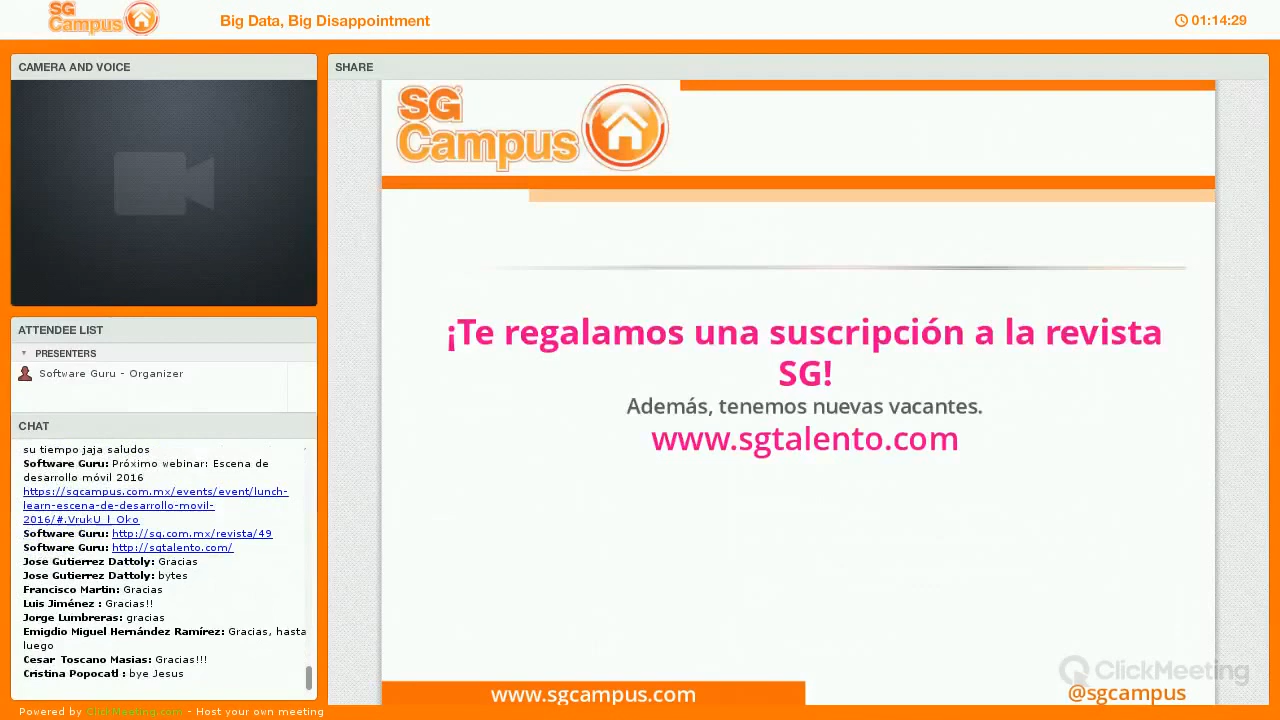 SG
Campus
Big Data, Big Disappointment
01:14:29
CAMERA AND VOICE
ATTENDEE LIST
PRESENTERS
Software Guru - Organizer
CHAT
su tiempo jaja saludos
Software Guru: Próximo webinar: Escena de
desarrollo móvil 2016
https://sgcampus.com.mx/events/event/lunch-
learn-escena-de-desarrollo-movil-
2016/#.VrukU_l_Oko
Software Guru: http://sg.com.mx/revista/49
Software Guru: http://sgtalento.com/
Jose Gutierrez Dattoly: Gracias
Jose Gutierrez Dattoly: bytes
Francisco Martin: Gracias
Luis Jiménez : Gracias!!
Jorge Lumbreras: gracias
Emigdio Miguel Hernández Ramírez: Gracias, hasta
luego
Cesar Toscano Masias: Gracias!!!
Cristina Popocatl : bye Jesus
SHARE
SG
Campus
¡Te regalamos una suscripción a la revista
SG!
Además, tenemos nuevas vacantes.
www.sgtalento.com
ClickMeeting
www.sgcampus.com
@sgcampus
Powered by ClickMeeting.com - Host your own meeting